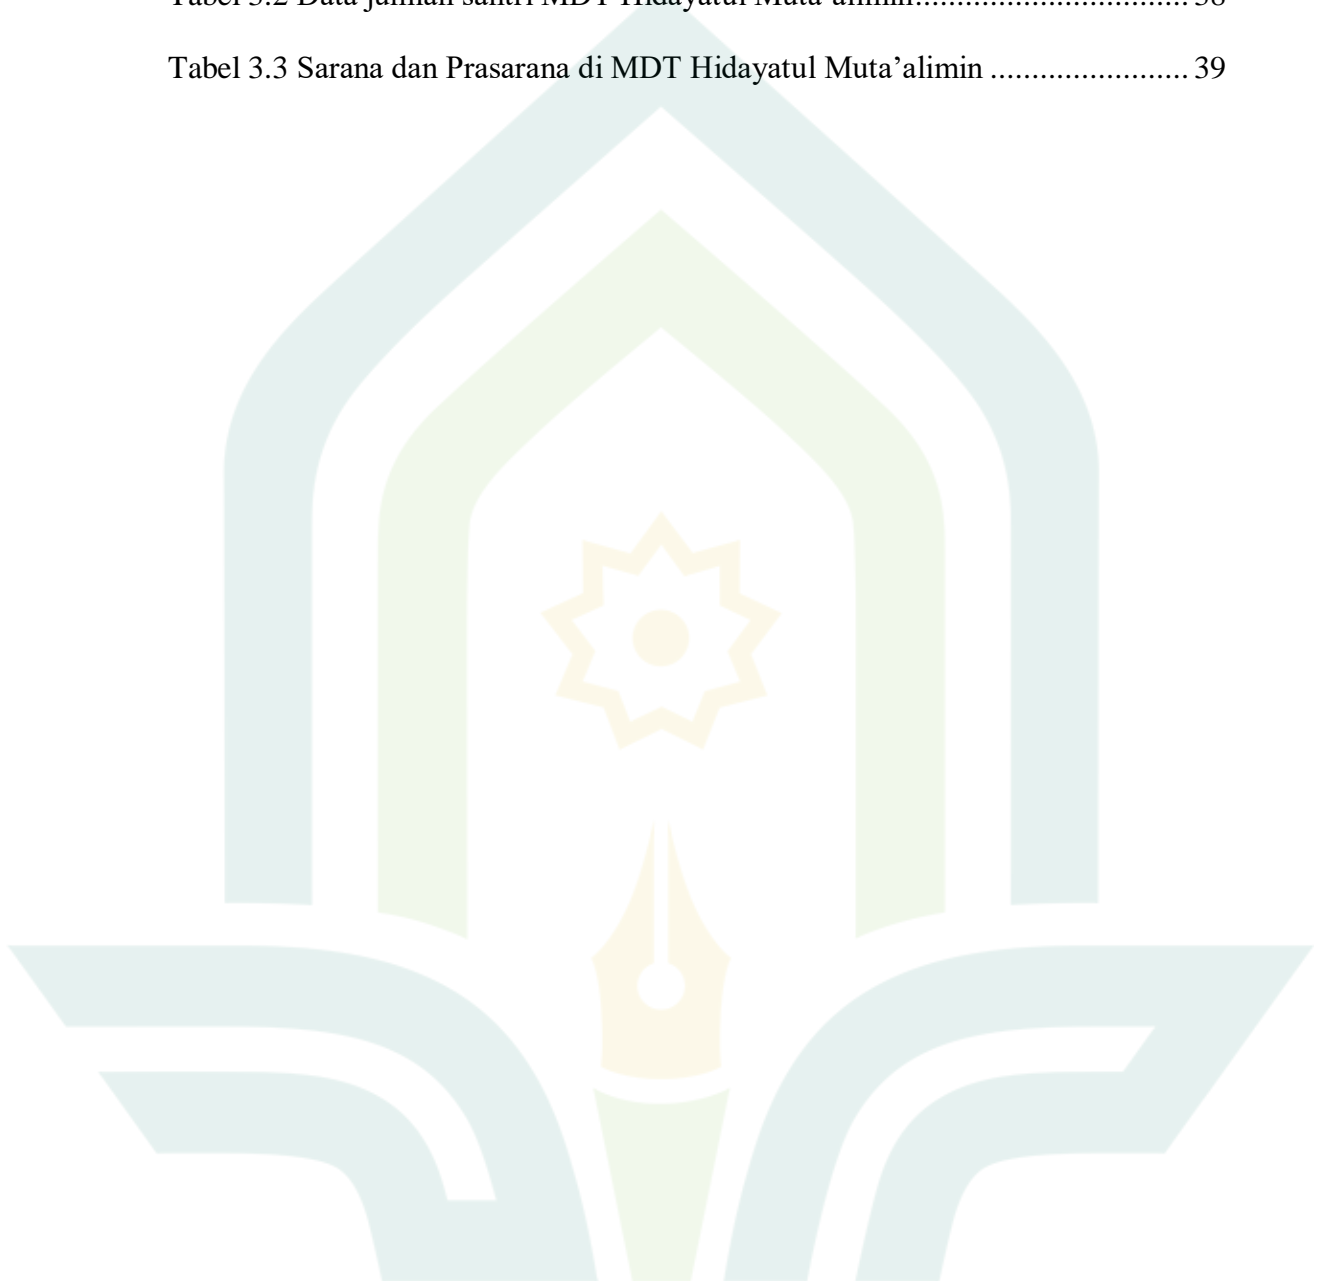 Tabel 3.2 Data jumlah santri MDT Hidayatul Muta’alimin................................. 38
Tabel 3.3 Sarana dan Prasarana di MDT Hidayatul Muta’alimin ........................ 39